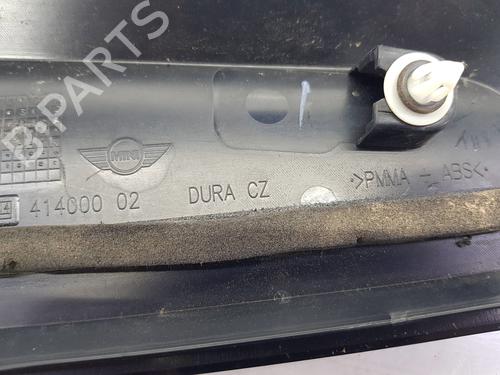 B-PARTS
MINI
414000 02
DURA CZ
>PMMA - ABS<